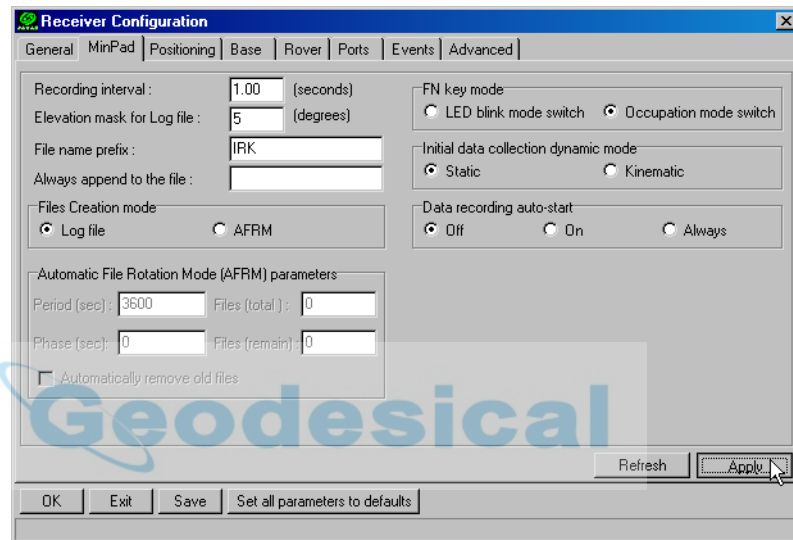 Receiver Configuration
General MinPad Positioning Base Rover Ports Events Advanced
Recording interval : 1.00 (seconds)
Elevation mask for Log file : 5 (degrees)
File name prefix : IRK
Always append to the file :
Files Creation mode
Log file AFRM
Automatic File Rotation Mode (AFRM) parameters
Period (sec) : 3600 Files (total ) : 0
Phase (sec): 0 Files (remain) : 0
Automatically remove old files
FN key mode
LED blink mode switch Occupation mode switch
Initial data collection dynamic mode
Static Kinematic
Data recording auto-start
Off On Always
Geodesical
Refresh Apply
OK Exit Save Set all parameters to defaults